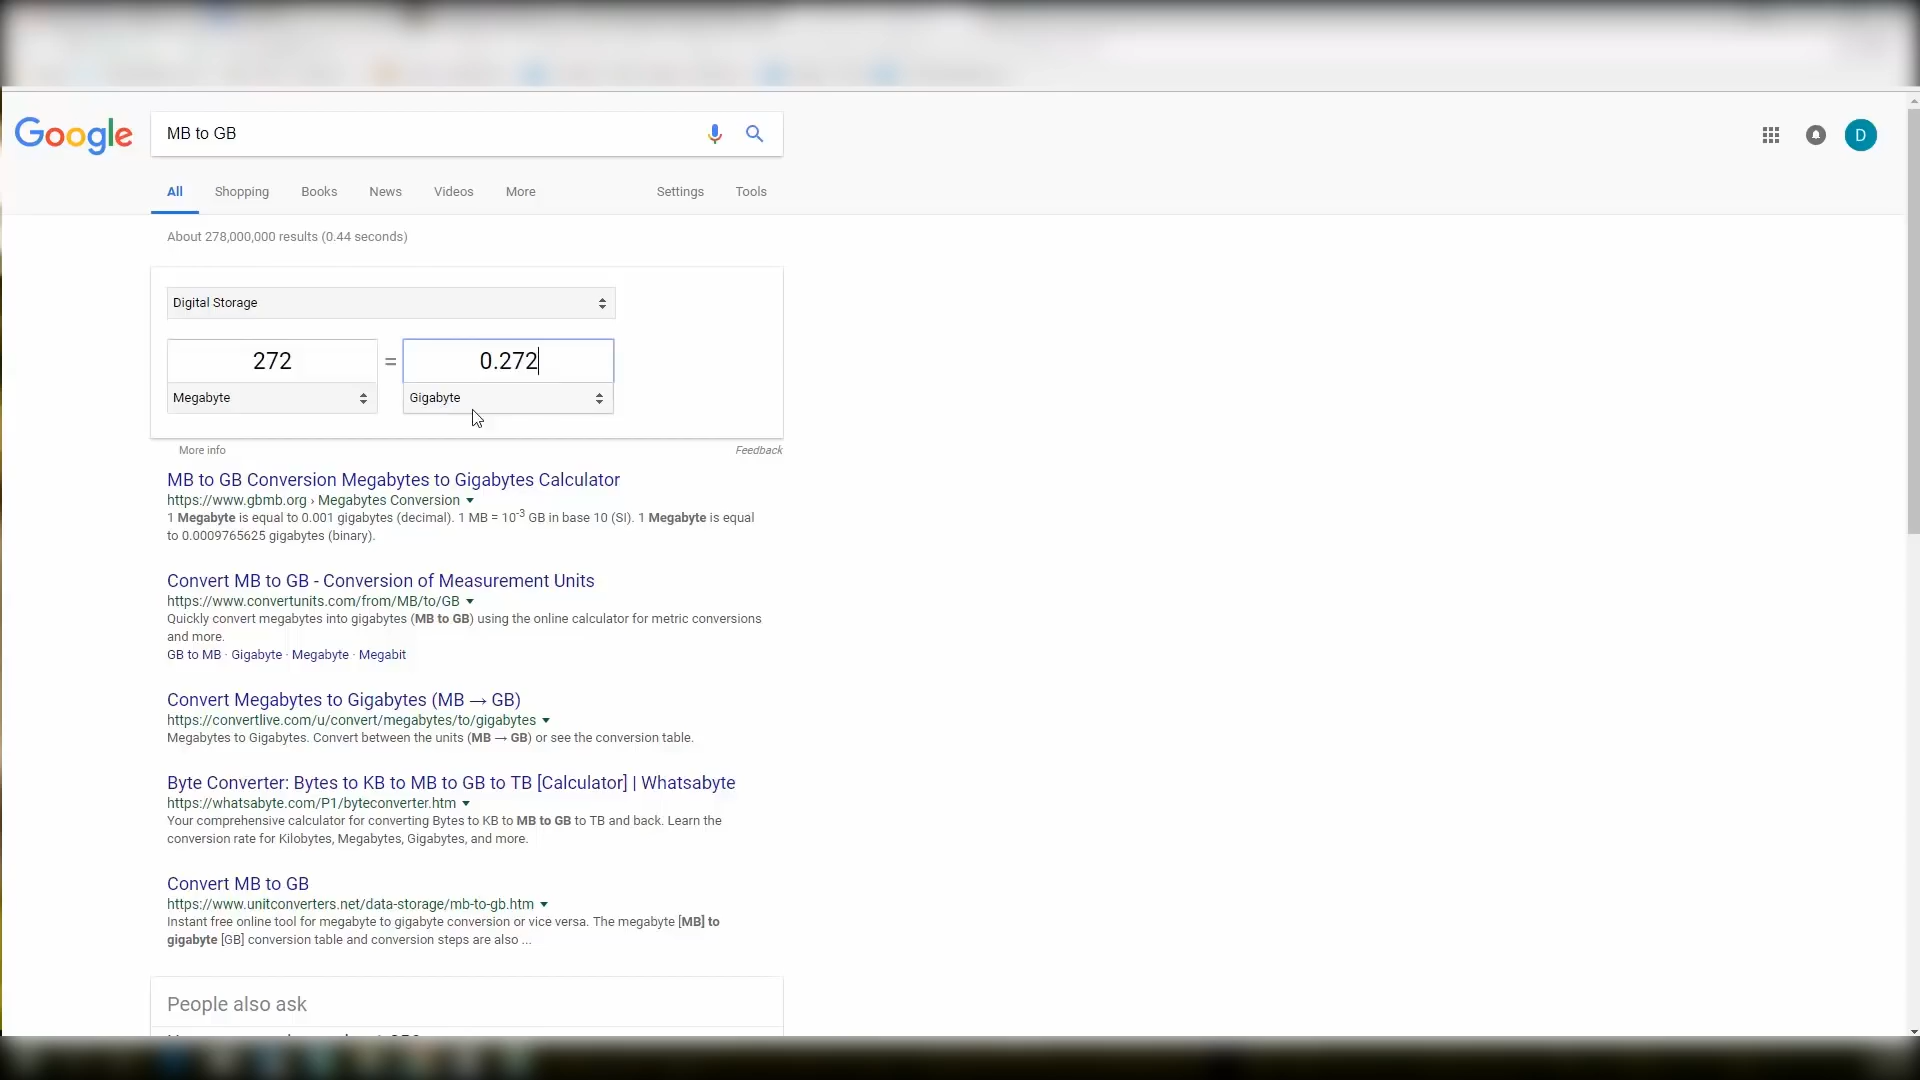 Google
MB to GB
D
All Shopping Books News Videos More Settings Tools
About 278,000,000 results (0.44 seconds)
Digital Storage
272 = 0.272
Megabyte Gigabyte
More info Feedback
MB to GB Conversion Megabytes to Gigabytes Calculator
https://www.gbmb.org › Megabytes Conversion
1 Megabyte is equal to 0.001 gigabytes (decimal). 1 MB = 10⁻³ GB in base 10 (SI). 1 Megabyte is equal
to 0.0009765625 gigabytes (binary).
Convert MB to GB - Conversion of Measurement Units
https://www.convertunits.com/from/MB/to/GB
Quickly convert megabytes into gigabytes (MB to GB) using the online calculator for metric conversions
and more.
GB to MB · Gigabyte · Megabyte · Megabit
Convert Megabytes to Gigabytes (MB → GB)
https://convertlive.com/u/convert/megabytes/to/gigabytes
Megabytes to Gigabytes. Convert between the units (MB → GB) or see the conversion table.
Byte Converter: Bytes to KB to MB to GB to TB [Calculator] | Whatsabyte
https://whatsabyte.com/P1/byteconverter.htm
Your comprehensive calculator for converting Bytes to KB to MB to GB to TB and back. Learn the
conversion rate for Kilobytes, Megabytes, Gigabytes, and more.
Convert MB to GB
https://www.unitconverters.net/data-storage/mb-to-gb.htm
Instant free online tool for megabyte to gigabyte conversion or vice versa. The megabyte [MB] to
gigabyte [GB] conversion table and conversion steps are also ...
People also ask